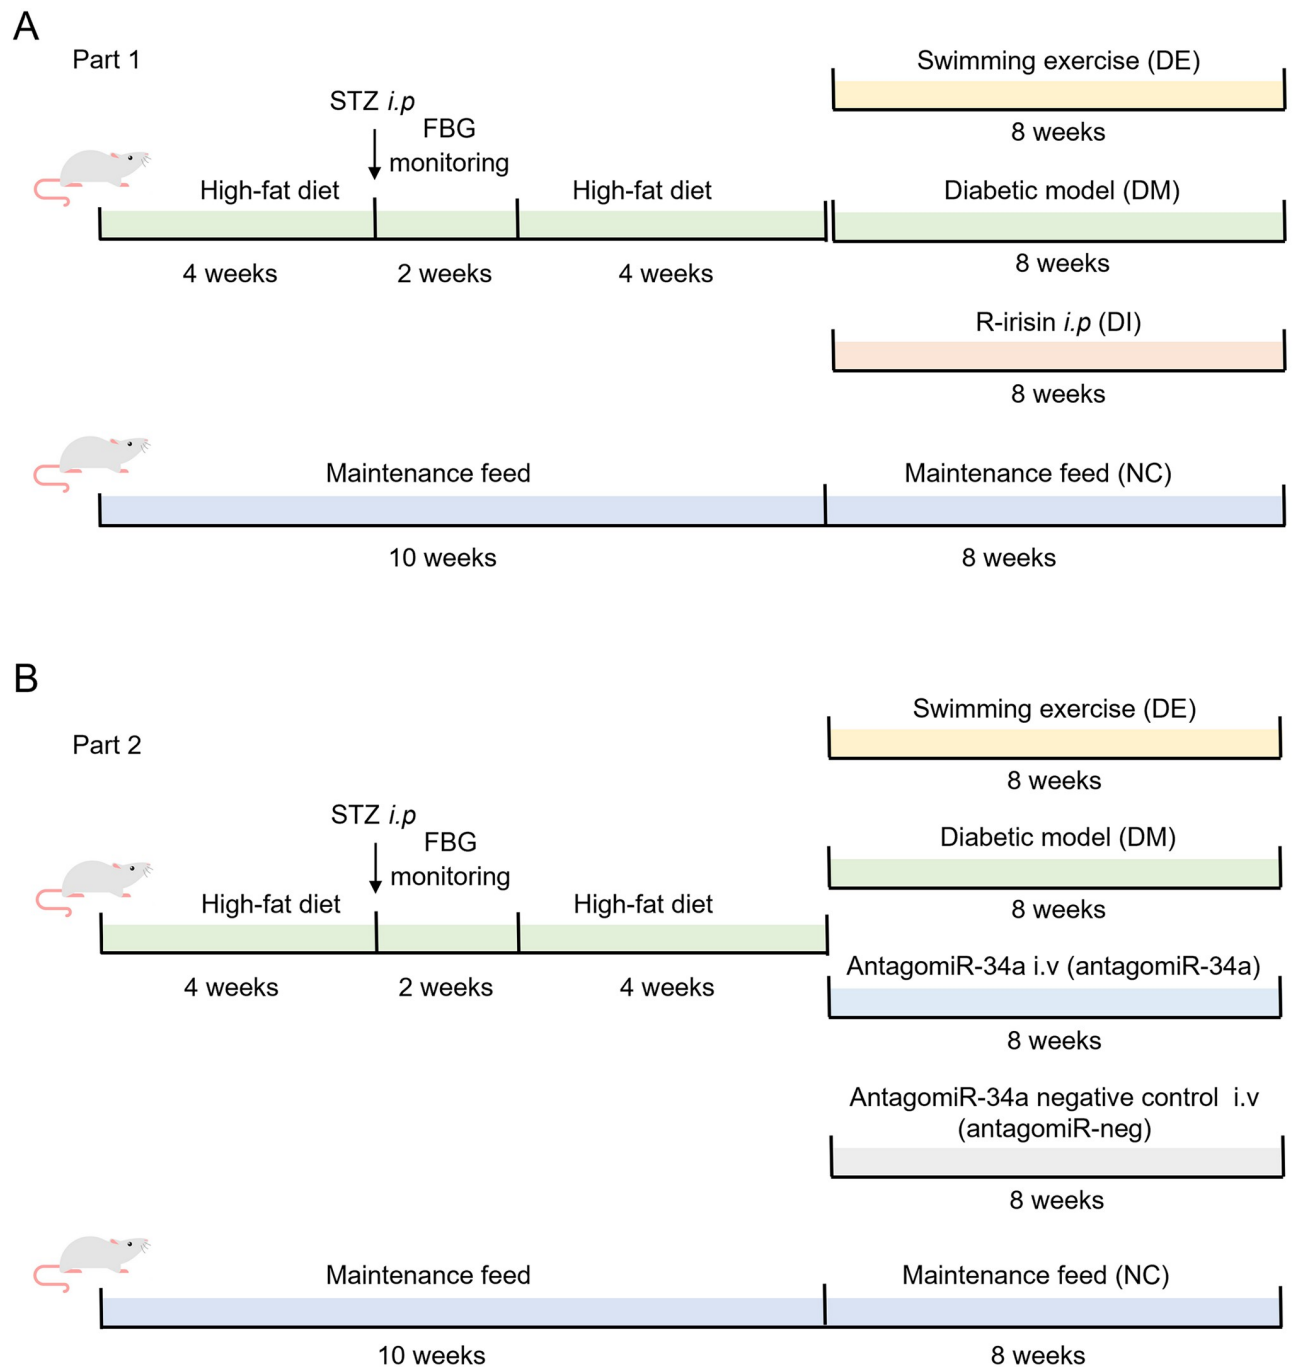 A
Part 1
Swimming exercise (DE)
8 weeks
STZ i.p
FBG
monitoring
High-fat diet
High-fat diet
Diabetic model (DM)
4 weeks
2 weeks
4 weeks
8 weeks
R-irisin i.p (DI)
8 weeks
Maintenance feed
Maintenance feed (NC)
10 weeks
8 weeks
B
Part 2
Swimming exercise (DE)
8 weeks
STZ i.p
FBG
monitoring
Diabetic model (DM)
8 weeks
High-fat diet
High-fat diet
4 weeks
2 weeks
4 weeks
AntagomiR-34a i.v (antagomiR-34a)
8 weeks
AntagomiR-34a negative control  i.v
(antagomiR-neg)
8 weeks
Maintenance feed
Maintenance feed (NC)
10 weeks
8 weeks